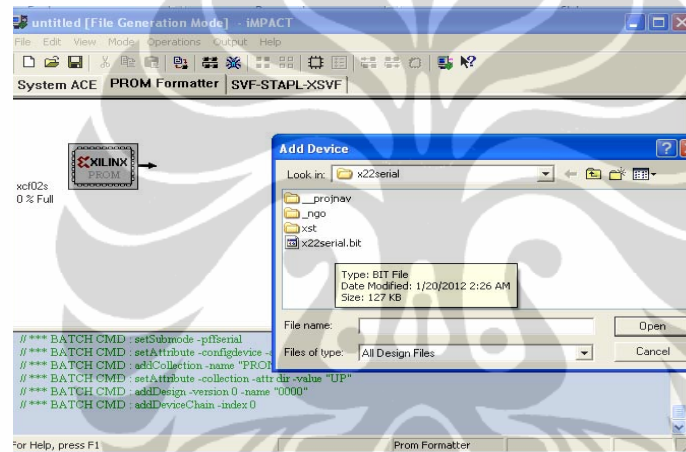 untitled [File Generation Mode] - iMPACT
File Edit View Mode Operations Output Help
System ACE PROM Formatter SVF-STAPL-XSVF
XILINX
PROM
xcf02s
0 % Full
Add Device
Look in: x22serial
__projnav
_ngo
xst
x22serial.bit
Type: BIT File
Date Modified: 1/20/2012 2:26 AM
Size: 127 KB
File name:
Open
Files of type: All Design Files
Cancel
// *** BATCH CMD : setSubmode -pffserial
// *** BATCH CMD : setAttribute -configdevice
// *** BATCH CMD : addCollection -name "PROM
// *** BATCH CMD : setAttribute -collection -attr dir -value "UP"
// *** BATCH CMD : addDesign -version 0 -name "0000"
// *** BATCH CMD : addDeviceChain -index 0
For Help, press F1
Prom Formatter